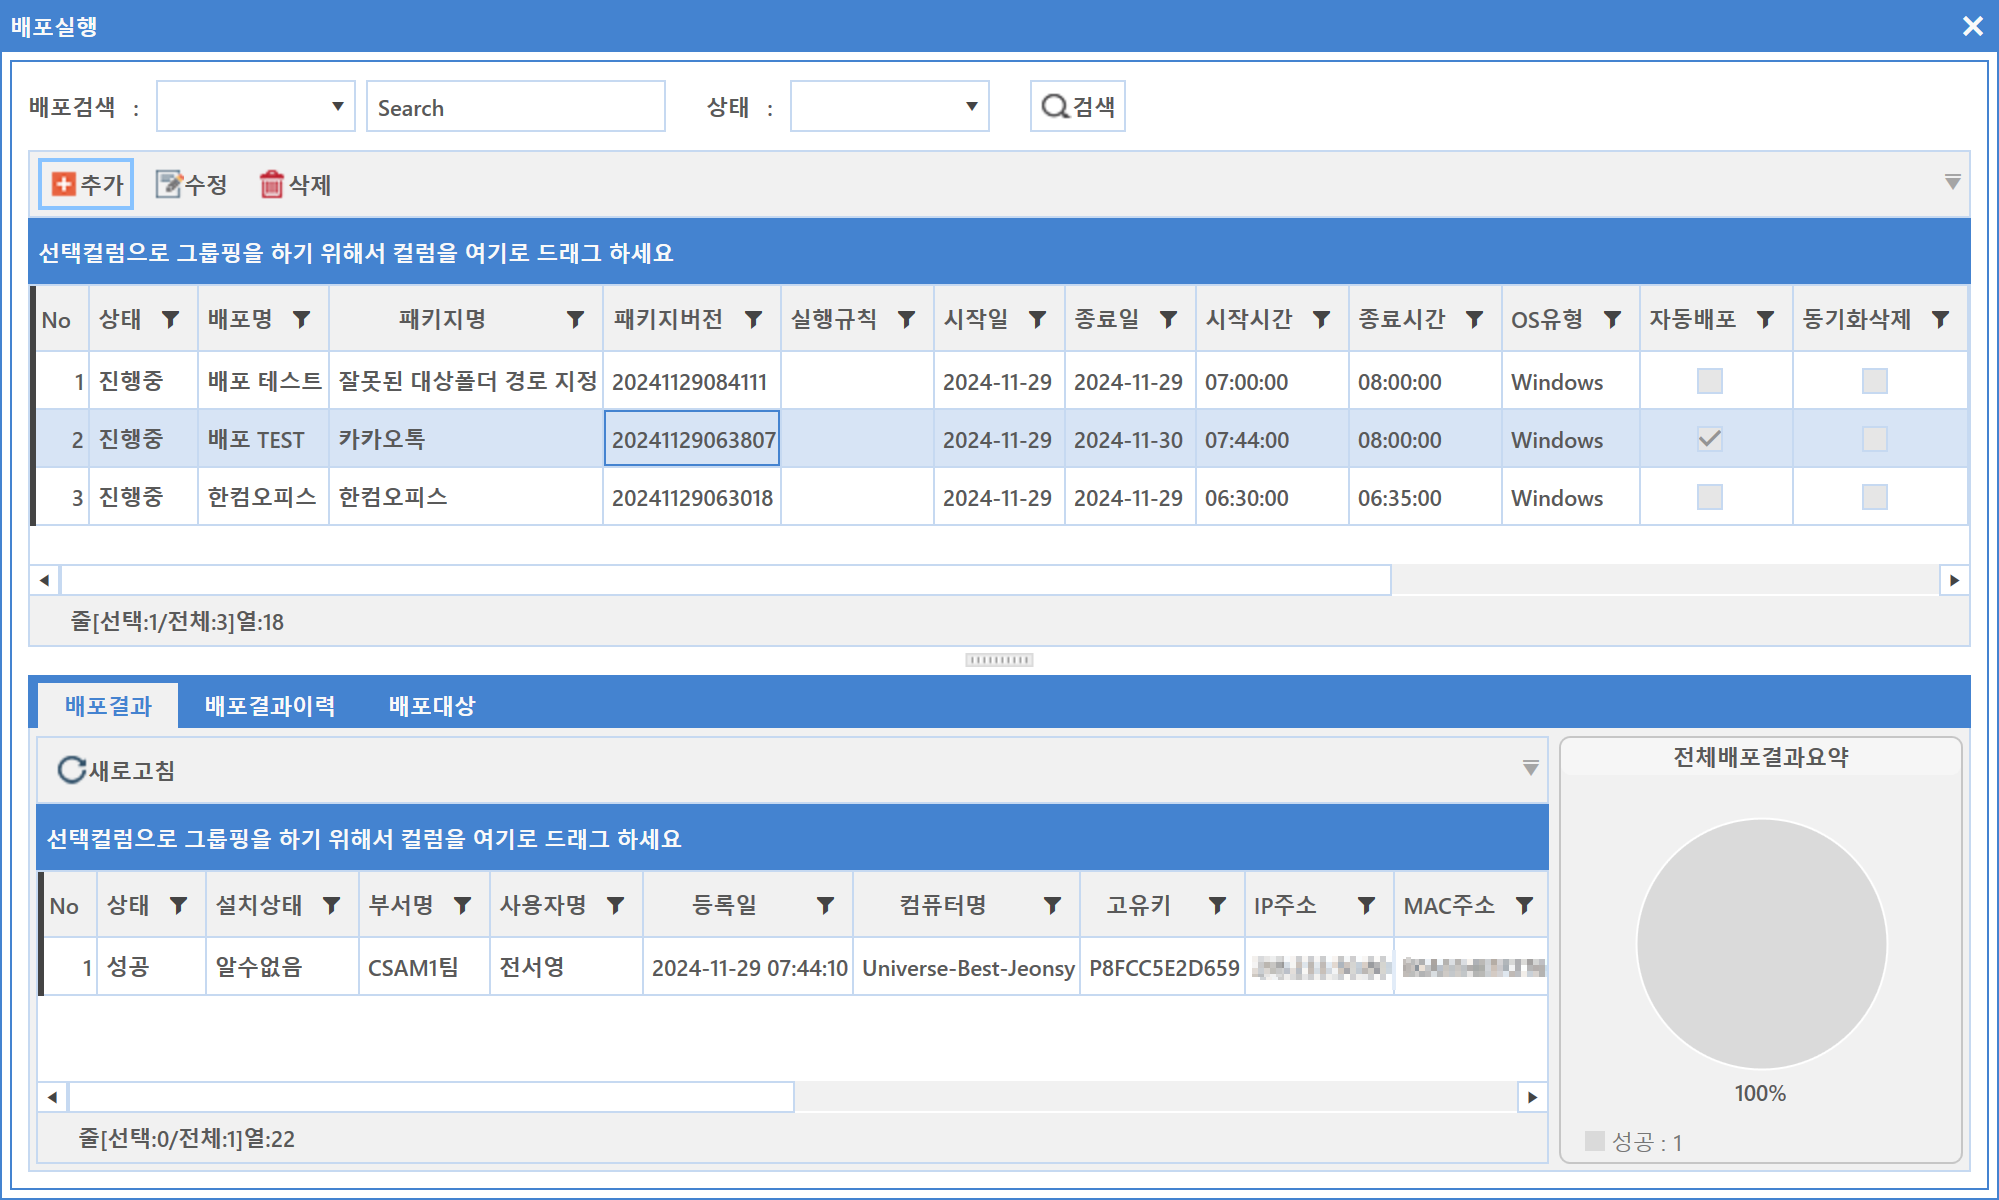 배포실행
배포검색 : Search 상태 : 검색
추가 수정 삭제
선택컬럼으로 그룹핑을 하기 위해서 컬럼을 여기로 드래그 하세요
No 상태 배포명 패키지명 패키지버전 실행규칙 시작일 종료일 시작시간 종료시간 OS유형 자동배포 동기화삭제
1 진행중 배포 테스트 잘못된 대상폴더 경로 지정 20241129084111 2024-11-29 2024-11-29 07:00:00 08:00:00 Windows
2 진행중 배포 TEST 카카오톡 20241129063807 2024-11-29 2024-11-30 07:44:00 08:00:00 Windows
3 진행중 한컴오피스 한컴오피스 20241129063018 2024-11-29 2024-11-29 06:30:00 06:35:00 Windows
줄[선택:1/전체:3]열:18
배포결과 배포결과이력 배포대상
새로고침
선택컬럼으로 그룹핑을 하기 위해서 컬럼을 여기로 드래그 하세요
No 상태 설치상태 부서명 사용자명 등록일 컴퓨터명 고유키 IP주소 MAC주소
1 성공 알수없음 CSAM1팀 전서영 2024-11-29 07:44:10 Universe-Best-Jeonsy P8FCC5E2D659
줄[선택:0/전체:1]열:22
전체배포결과요약
100%
성공 : 1